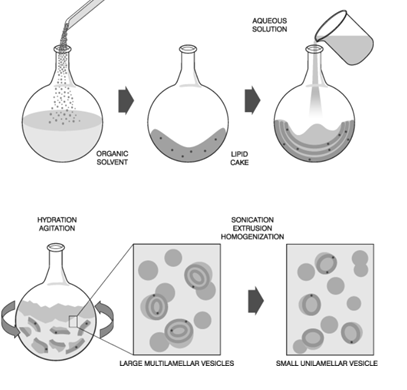 AQUEOUS
SOLUTION
ORGANIC
SOLVENT
LIPID
CAKE
HYDRATION
AGITATION
SONICATION
EXTRUSION
HOMOGENIZATION
LARGE MULTILAMELLAR VESICLES
SMALL UNILAMELLAR VESICLE